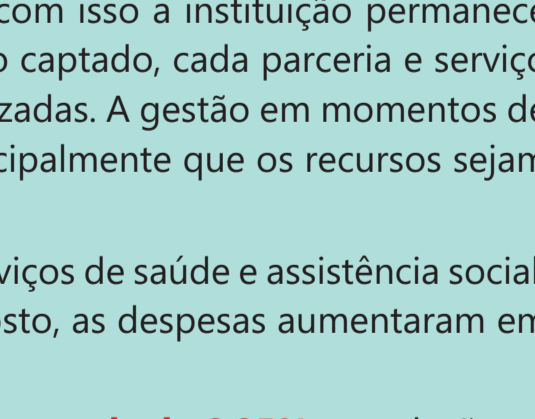 com isso a instituição permanece
o captado, cada parceria e serviço
zadas. A gestão em momentos de
cipalmente que os recursos sejam
viços de saúde e assistência social
osto, as despesas aumentaram em